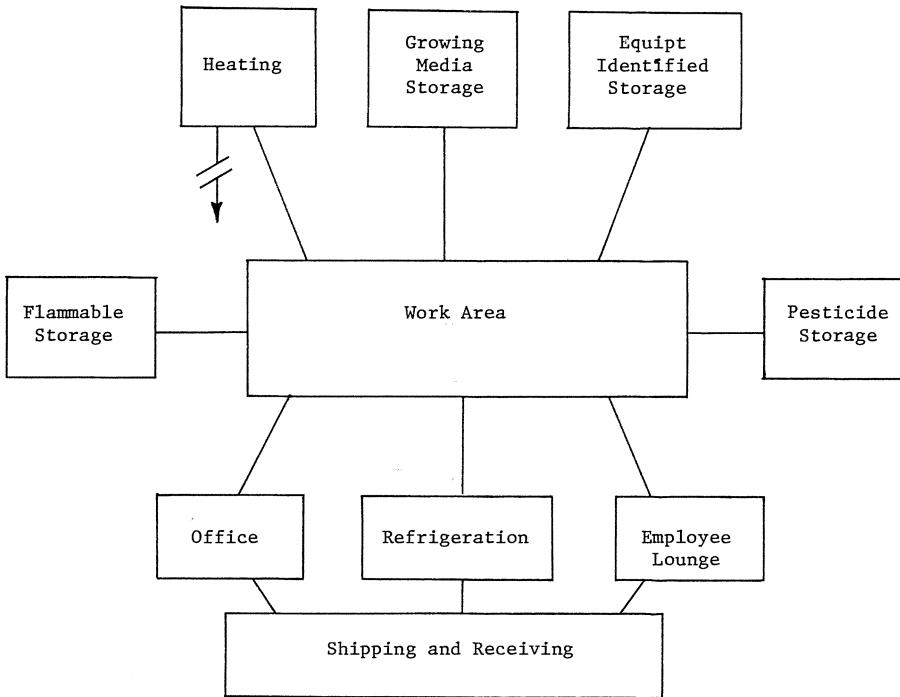 Heating
Growing
Media
Storage
Equipt
Identified
Storage
Flammable
Storage
Work Area
Pesticide
Storage
Office
Refrigeration
Employee
Lounge
Shipping and Receiving